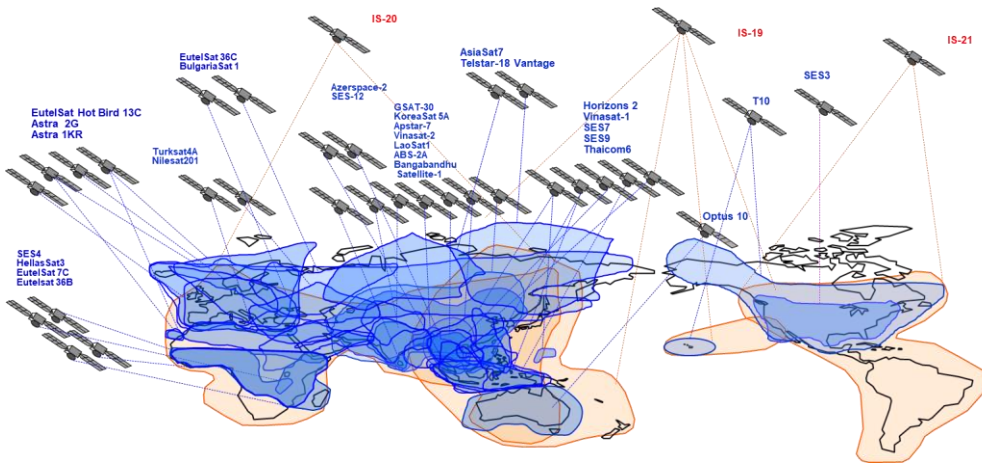 IS-20
IS-19
IS-21
EutelSat 36C
BulgariaSat 1
AsiaSat7
Telstar-18 Vantage
Azerspace-2
SES-12
SES3
T10
EutelSat Hot Bird 13C
Astra 2G
Astra 1KR
GSAT-30
KoreaSat 5A
Apstar-7
Vinasat-2
LaoSat1
ABS-2A
Bangabandhu
Satellite-1
Horizons 2
Vinasat-1
SES7
SES9
Thaicom6
Turksat4A
Nilesat201
Optus 10
SES4
HellasSat3
EutelSat 7C
Eutelsat 36B